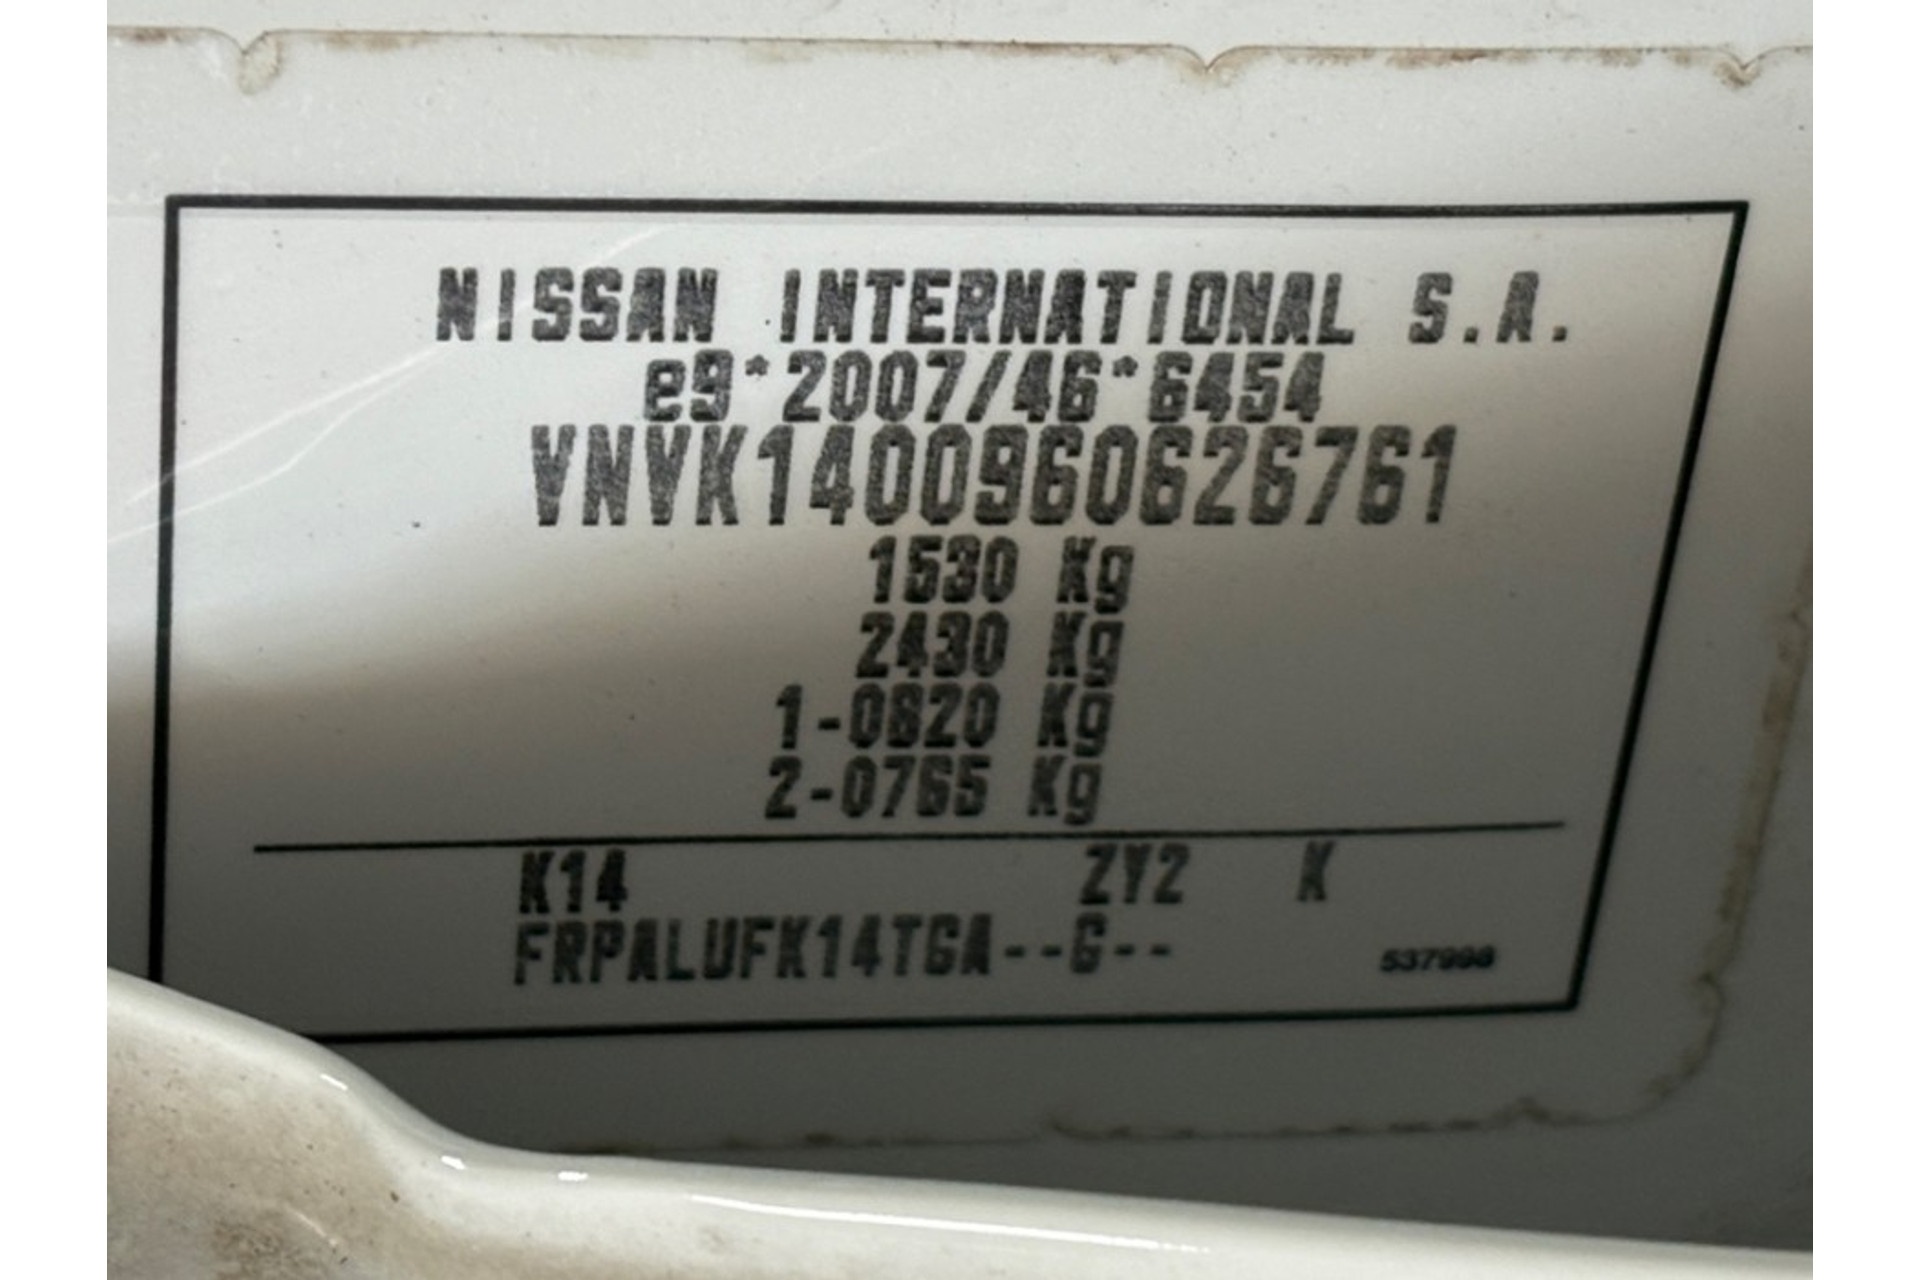 NISSAN INTERNATIONAL S.A.
e9*2007/46*6454
VNVK1400960626761
1530 Kg
2430 Kg
1-0820 Kg
2-0765 Kg
K14 ZY2 K
FRPALUFK14TGA--G--
537998